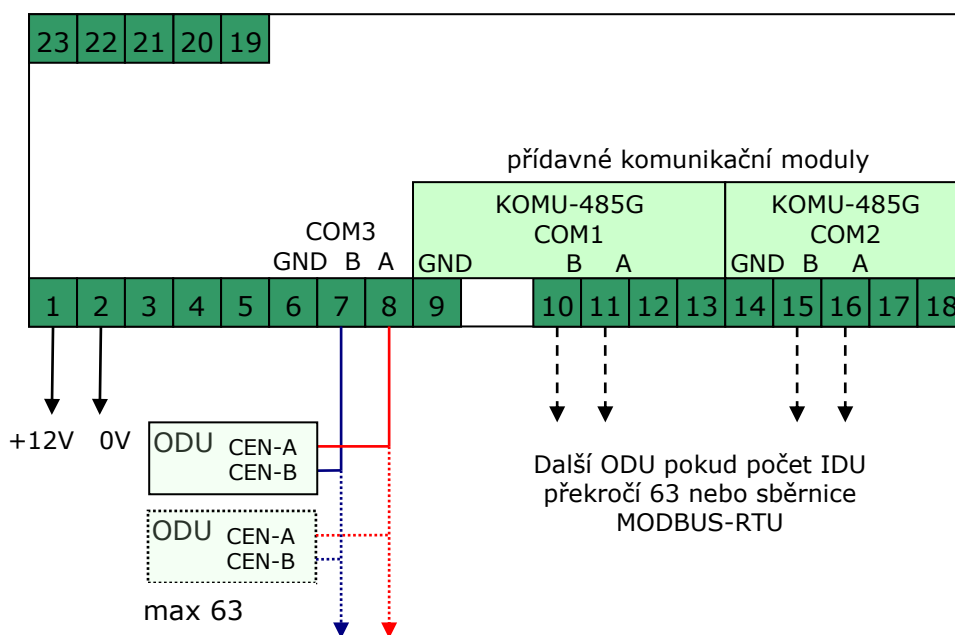 23 22 21 20 19
přídavné komunikační moduly
KOMU-485G
COM1
KOMU-485G
COM2
COM3
GND B A
GND B A
GND B A
1 2 3 4 5 6 7 8 9 10 11 12 13 14 15 16 17 18
+12V 0V
ODU CEN-A
CEN-B
ODU CEN-A
CEN-B
max 63
Další ODU pokud počet IDU
překročí 63 nebo sběrnice
MODBUS-RTU